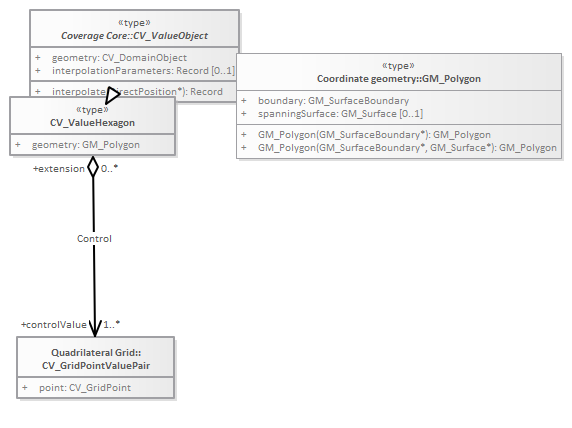 «type»
Coverage Core::CV_ValueObject
+ geometry: CV_DomainObject
+ interpolationParameters: Record [0..1]
+ interpolate(DirectPosition*): Record
«type»
Coordinate geometry::GM_Polygon
+ boundary: GM_SurfaceBoundary
+ spanningSurface: GM_Surface [0..1]
+ GM_Polygon(GM_SurfaceBoundary*): GM_Polygon
+ GM_Polygon(GM_SurfaceBoundary*, GM_Surface*): GM_Polygon
«type»
CV_ValueHexagon
+ geometry: GM_Polygon
+extension 0..*
Control
+controlValue 1..*
Quadrilateral Grid::
CV_GridPointValuePair
+ point: CV_GridPoint